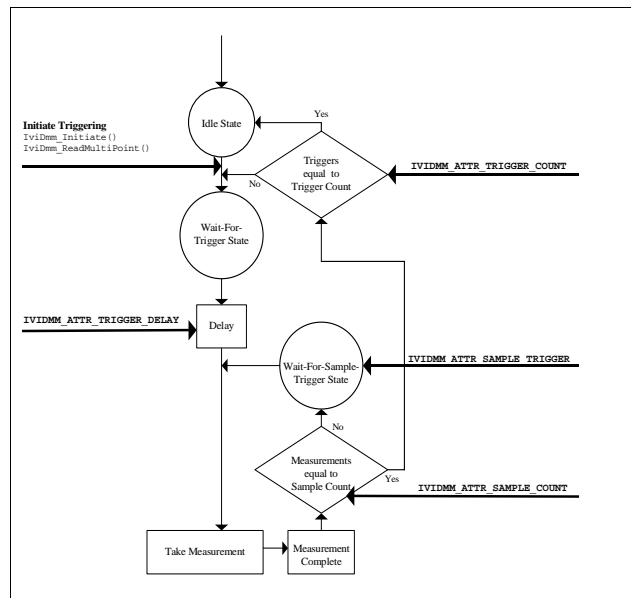 Yes
Idle State
Initiate Triggering
IviDmm_Initiate()
IviDmm_ReadMultiPoint()
Triggers
equal to
Trigger Count
IVIDMM_ATTR_TRIGGER_COUNT
No
Wait-For-
Trigger State
IVIDMM_ATTR_TRIGGER_DELAY
Delay
Wait-For-Sample-
Trigger State
IVIDMM_ATTR_SAMPLE_TRIGGER
No
Measurements
equal to
Sample Count
Yes
IVIDMM_ATTR_SAMPLE_COUNT
Take Measurement
Measurement
Complete